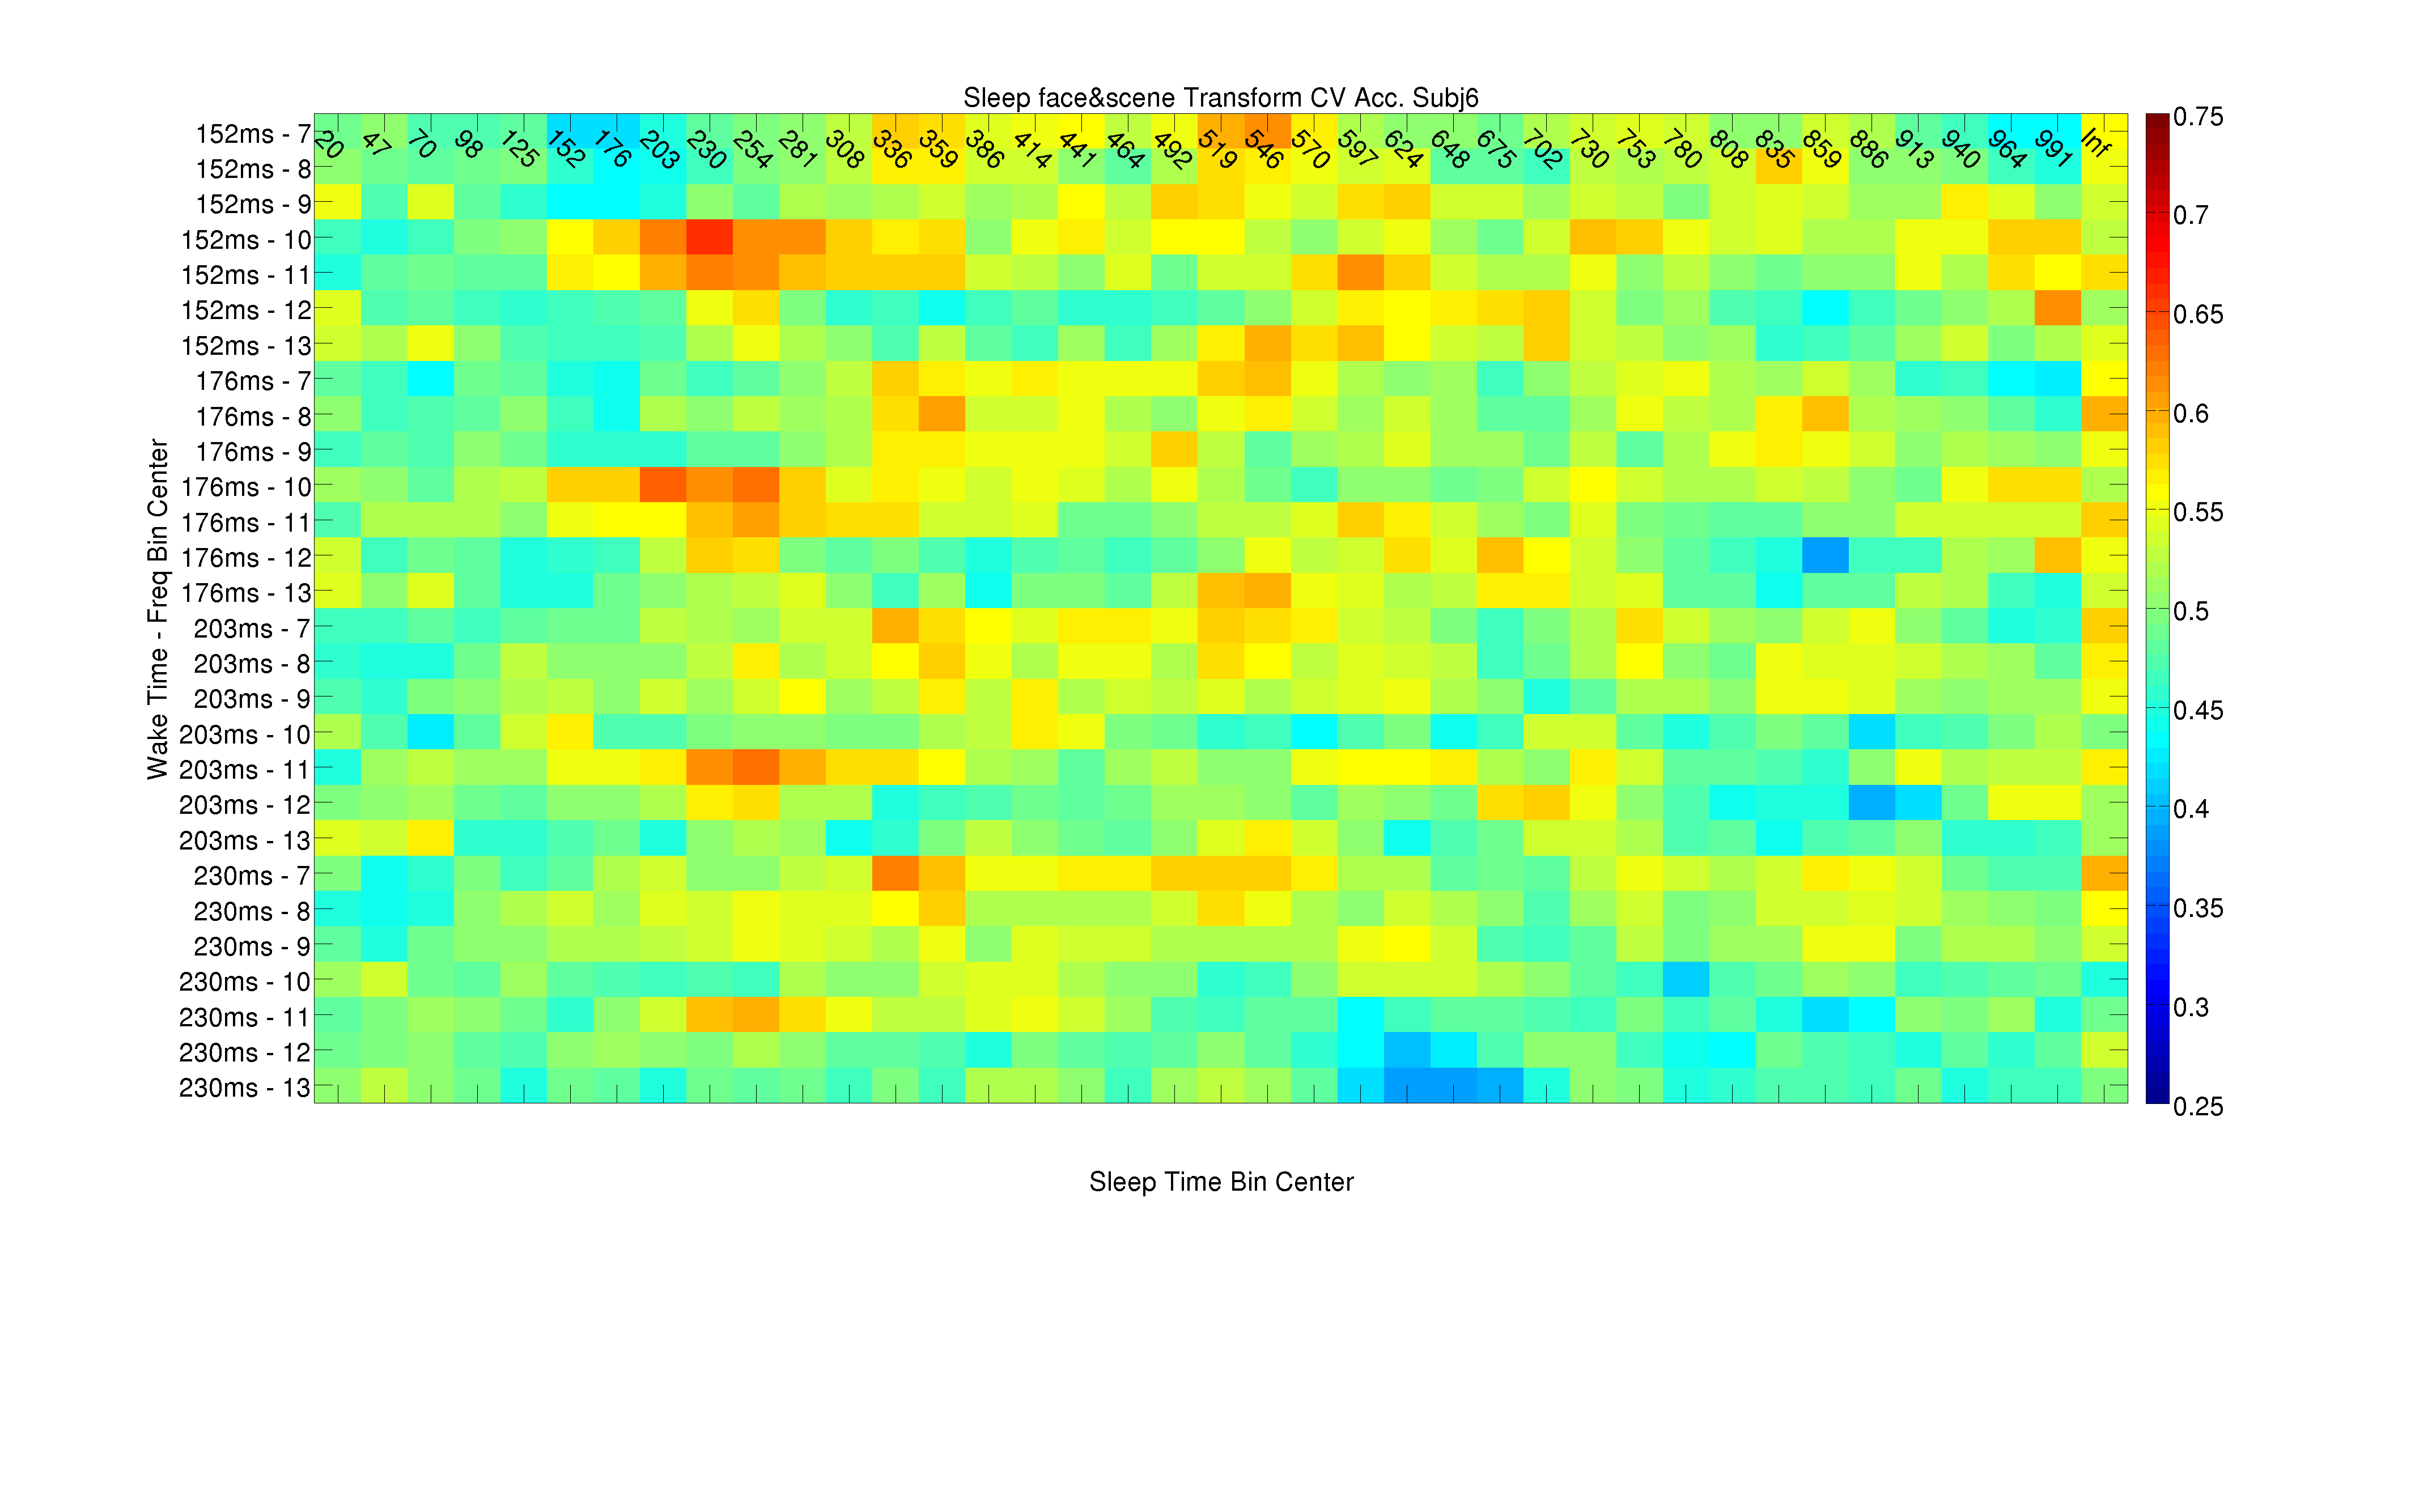 Sleep face&scene Transform CV Acc. Subj6
152ms - 7
152ms - 8
152ms - 9
152ms - 10
152ms - 11
152ms - 12
152ms - 13
176ms - 7
176ms - 8
176ms - 9
176ms - 10
176ms - 11
176ms - 12
176ms - 13
203ms - 7
203ms - 8
203ms - 9
203ms - 10
203ms - 11
203ms - 12
203ms - 13
230ms - 7
230ms - 8
230ms - 9
230ms - 10
230ms - 11
230ms - 12
230ms - 13
Wake Time - Freq Bin Center
20
47
70
98
125
152
176
203
230
254
281
308
336
359
386
414
441
464
492
519
546
570
597
624
648
675
702
730
753
780
808
835
859
886
913
940
964
991
Inf
0.75
0.7
0.65
0.6
0.55
0.5
0.45
0.4
0.35
0.3
0.25
Sleep Time Bin Center